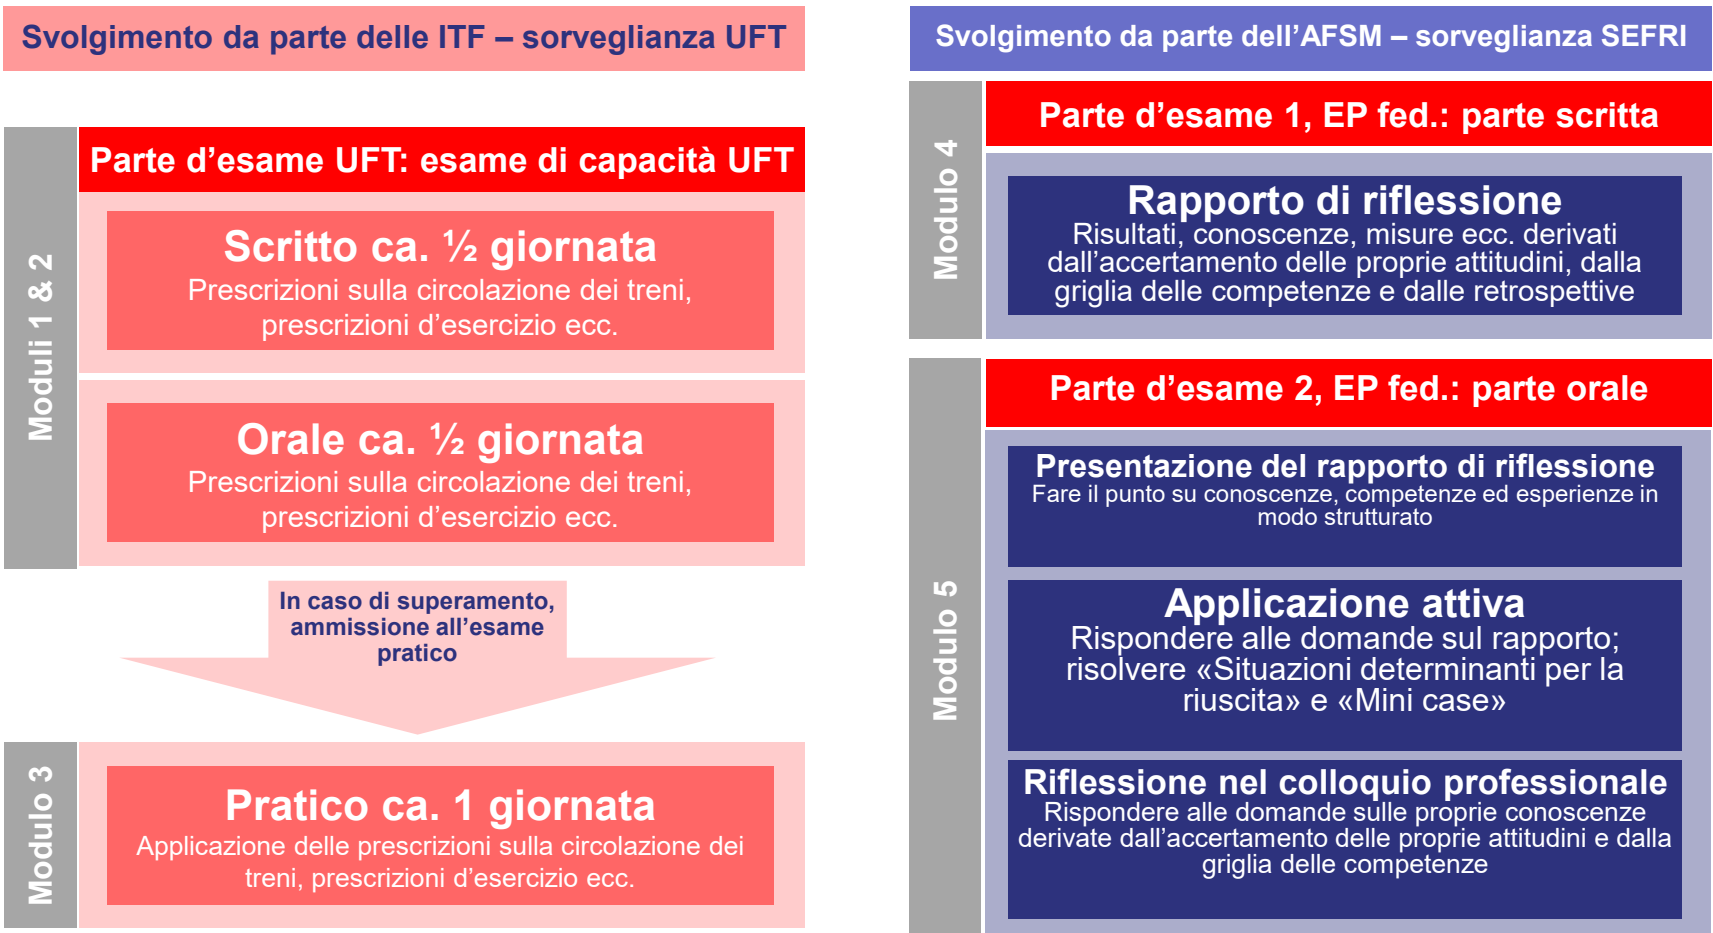 Svolgimento da parte delle ITF – sorveglianza UFT
Moduli 1 & 2
Parte d’esame UFT: esame di capacità UFT
Scritto ca. ½ giornata
Prescrizioni sulla circolazione dei treni,
prescrizioni d’esercizio ecc.
Orale ca. ½ giornata
Prescrizioni sulla circolazione dei treni,
prescrizioni d’esercizio ecc.
In caso di superamento,
ammissione all’esame
pratico
Modulo 3
Pratico ca. 1 giornata
Applicazione delle prescrizioni sulla circolazione dei
treni, prescrizioni d’esercizio ecc.
Svolgimento da parte dell’AFSM – sorveglianza SEFRI
Modulo 4
Parte d’esame 1, EP fed.: parte scritta
Rapporto di riflessione
Risultati, conoscenze, misure ecc. derivati
dall’accertamento delle proprie attitudini, dalla
griglia delle competenze e dalle retrospettive
Modulo 5
Parte d’esame 2, EP fed.: parte orale
Presentazione del rapporto di riflessione
Fare il punto su conoscenze, competenze ed esperienze in
modo strutturato
Applicazione attiva
Rispondere alle domande sul rapporto;
risolvere «Situazioni determinanti per la
riuscita» e «Mini case»
Riflessione nel colloquio professionale
Rispondere alle domande sulle proprie conoscenze
derivate dall’accertamento delle proprie attitudini e dalla
griglia delle competenze